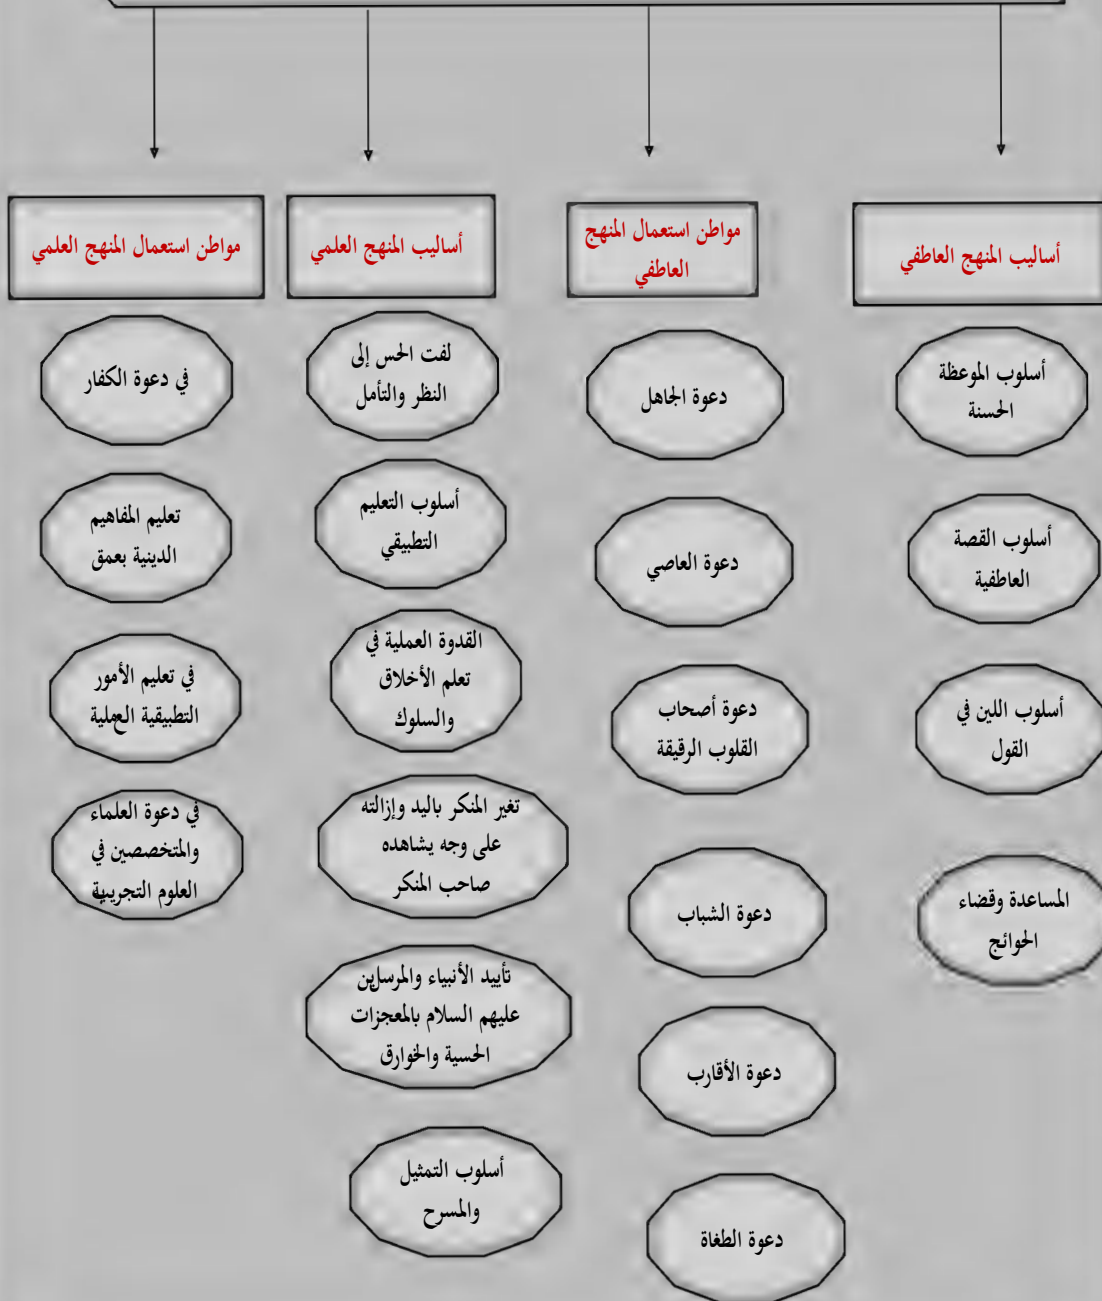 أساليب المنهج العاطفي
أسلوب الموعظة
الحسنة
أسلوب القصة
العاطفية
أسلوب اللين في
القول
المساعدة وقضاء
الحوائج
مواطن استعمال المنهج
العاطفي
دعوة الجاهل
دعوة العاصي
دعوة أصحاب
القلوب الرقيقة
دعوة الشباب
دعوة الأقارب
دعوة الطغاة
أساليب المنهج العلمي
لفت الحس إلى
النظر والتأمل
أسلوب التعليم
التطبيقي
القدوة العملية في
تعلم الأخلاق
والسلوك
تغير المنكر باليد وإزالته
على وجه يشاهده
صاحب المنكر
تأييد الأنبياء والمرسلين
عليهم السلام بالمعجزات
الحسية والخوارق
أسلوب التمثيل
والمسرح
مواطن استعمال المنهج العلمي
في دعوة الكفار
تعليم المفاهيم
الدينية بعمق
في تعليم الأمور
التطبيقية العملية
في دعوة العلماء
والمتخصصين في
العلوم التجريبية